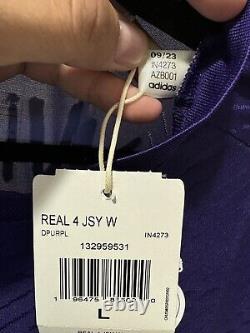 09/23
IN4273
AZB001
adidas
REAL 4 JSY W
DPURPL IN4273
132959531
L